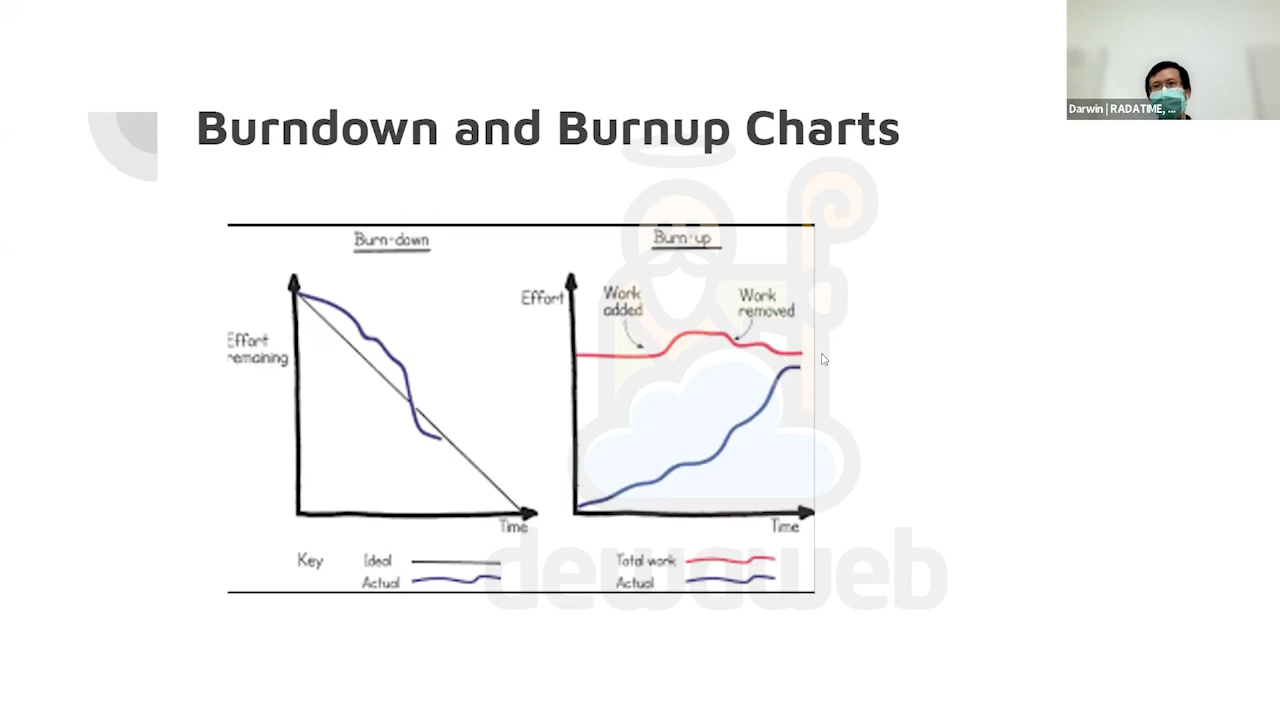 Darwin | RADATIME, ...
Burndown and Burnup Charts
Burn-down
Effort
remaining
Time
Key
Ideal
Actual
Burn-up
Effort
Work
added
Work
removed
Time
Total work
Actual
dewaweb